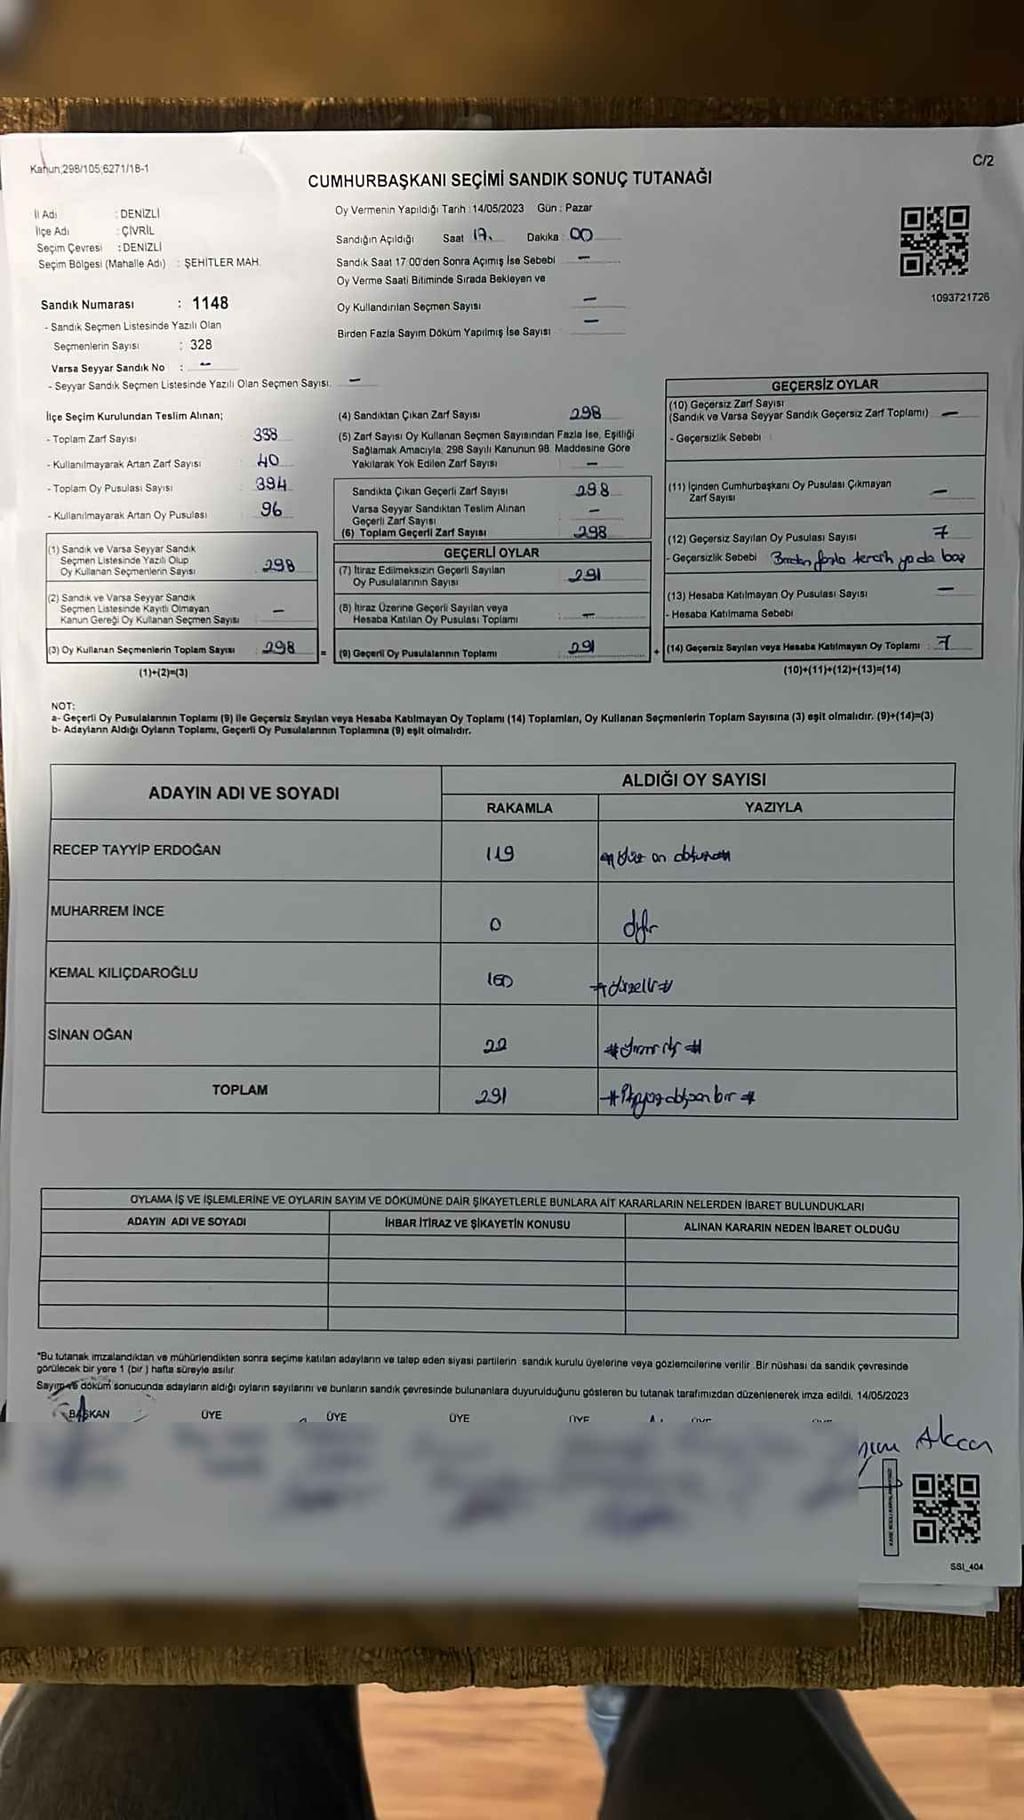 Kanun:298/105;6271/18-1
C/2
CUMHURBAŞKANI SEÇİMİ SANDIK SONUÇ TUTANAĞI
İl Adı : DENİZLİ
İlçe Adı : ÇİVRİL
Seçim Çevresi : DENİZLİ
Seçim Bölgesi (Mahalle Adı) : ŞEHİTLER MAH.
Oy Vermenin Yapıldığı Tarih : 14/05/2023 Gün : Pazar
Sandığın Açıldığı Saat 17. Dakika : 00
Sandık Saat 17:00'den Sonra Açılmış İse Sebebi –
Oy Verme Saati Bitiminde Sırada Bekleyen ve
Oy Kullandırılan Seçmen Sayısı –
Birden Fazla Sayım Döküm Yapılmış İse Sayısı –
1093721726
Sandık Numarası : 1148
- Sandık Seçmen Listesinde Yazılı Olan
Seçmenlerin Sayısı : 328
Varsa Seyyar Sandık No : –
- Seyyar Sandık Seçmen Listesinde Yazılı Olan Seçmen Sayısı. –
İlçe Seçim Kurulundan Teslim Alınan;
- Toplam Zarf Sayısı 338
- Kullanılmayarak Artan Zarf Sayısı 40
- Toplam Oy Pusulası Sayısı 394
- Kullanılmayarak Artan Oy Pusulası 96
(1) Sandık ve Varsa Seyyar Sandık
Seçmen Listesinde Yazılı Olup
Oy Kullanan Seçmenlerin Sayısı 298
(2) Sandık ve Varsa Seyyar Sandık
Seçmen Listesinde Kayıtlı Olmayan
Kanun Gereği Oy Kullanan Seçmen Sayısı –
(3) Oy Kullanan Seçmenlerin Toplam Sayısı : 298
(1)+(2)=(3)
(4) Sandıktan Çıkan Zarf Sayısı 298
(5) Zarf Sayısı Oy Kullanan Seçmen Sayısından Fazla İse, Eşitliği
Sağlamak Amacıyla; 298 Sayılı Kanunun 98. Maddesine Göre
Yakılarak Yok Edilen Zarf Sayısı –
Sandıkta Çıkan Geçerli Zarf Sayısı 298
Varsa Seyyar Sandıktan Teslim Alınan
Geçerli Zarf Sayısı –
(6) Toplam Geçerli Zarf Sayısı 298
GEÇERLİ OYLAR
(7) İtiraz Edilmeksizin Geçerli Sayılan
Oy Pusulalarının Sayısı 291
(8) İtiraz Üzerine Geçerli Sayılan veya
Hesaba Katılan Oy Pusulası Toplamı –
= (9) Geçerli Oy Pusulalarının Toplamı 291
GEÇERSİZ OYLAR
(10) Geçersiz Zarf Sayısı
(Sandık ve Varsa Seyyar Sandık Geçersiz Zarf Toplamı) –
- Geçersizlik Sebebi
(11) İçinden Cumhurbaşkanı Oy Pusulası Çıkmayan
Zarf Sayısı –
(12) Geçersiz Sayılan Oy Pusulası Sayısı 7
- Geçersizlik Sebebi Birden fazla tercih ya da boş
(13) Hesaba Katılmayan Oy Pusulası Sayısı –
- Hesaba Katılmama Sebebi
+ (14) Geçersiz Sayılan veya Hesaba Katılmayan Oy Toplamı : 7
(10)+(11)+(12)+(13)=(14)
NOT:
a- Geçerli Oy Pusulalarının Toplamı (9) ile Geçersiz Sayılan veya Hesaba Katılmayan Oy Toplamı (14) Toplamları, Oy Kullanan Seçmenlerin Toplam Sayısına (3) eşit olmalıdır. (9)+(14)=(3)
b- Adayların Aldığı Oyların Toplamı, Geçerli Oy Pusulalarının Toplamına (9) eşit olmalıdır.
ADAYIN ADI VE SOYADI
ALDIĞI OY SAYISI
RAKAMLA YAZIYLA
RECEP TAYYİP ERDOĞAN 119
MUHARREM İNCE 0
KEMAL KILIÇDAROĞLU 150 # yüzelli #
SİNAN OĞAN 22 # yirmi iki #
TOPLAM 291 # ikiyüzdoksan bir #
OYLAMA İŞ VE İŞLEMLERİNE VE OYLARIN SAYIM VE DÖKÜMÜNE DAİR ŞİKAYETLERLE BUNLARA AİT KARARLARIN NELERDEN İBARET BULUNDUKLARI
ADAYIN ADI VE SOYADI İHBAR İTİRAZ VE ŞİKAYETİN KONUSU ALINAN KARARIN NEDEN İBARET OLDUĞU
*Bu tutanak imzalandıktan ve mühürlendikten sonra seçime katılan adayların ve talep eden siyasi partilerin sandık kurulu üyelerine veya gözlemcilerine verilir .Bir nüshası da sandık çevresinde
görülecek bir yere 1 (bir ) hafta süreyle asılır.
Sayım ve döküm sonucunda adayların aldığı oyların sayılarını ve bunların sandık çevresinde bulunanlara duyurulduğunu gösteren bu tutanak tarafımızdan düzenlenerek imza edildi. 14/05/2023
BAŞKAN ÜYE ÜYE ÜYE ÜYE
Akcan
SSI_404